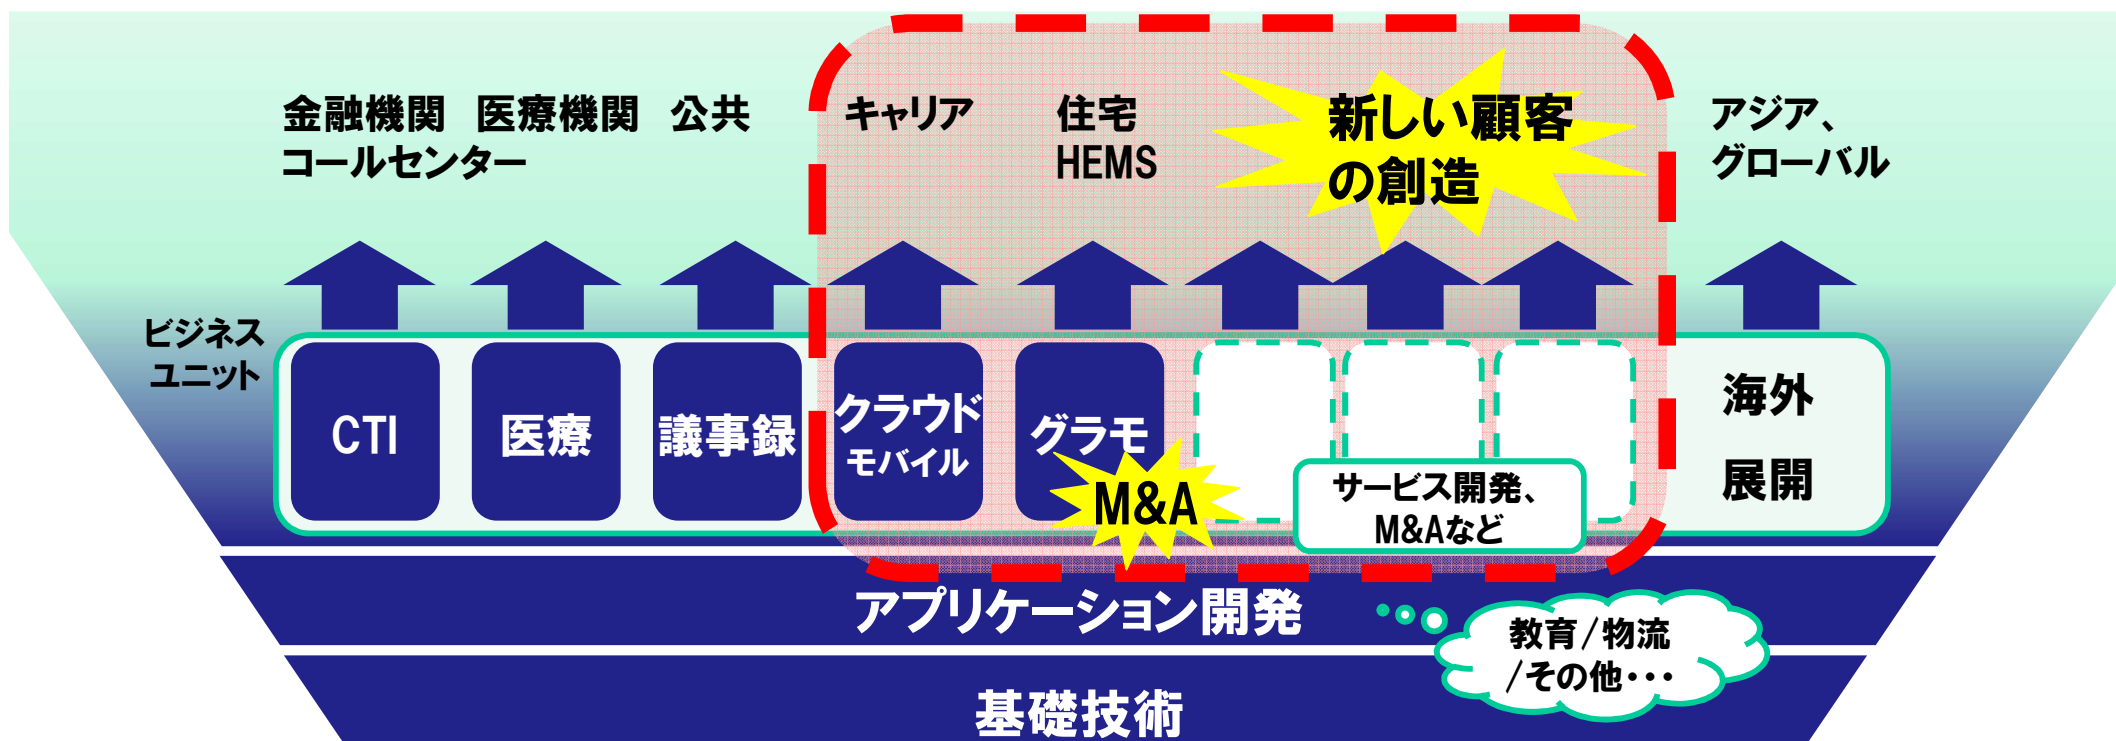 金融機関 医療機関 公共
コールセンター
キャリア
住宅
HEMS
新しい顧客
の創造
アジア、
グローバル
ビジネス
ユニット
CTI
医療
議事録
クラウド
モバイル
グラモ
M&A
サービス開発、
M&Aなど
海外
展開
アプリケーション開発
教育/物流
/その他・・・
基礎技術